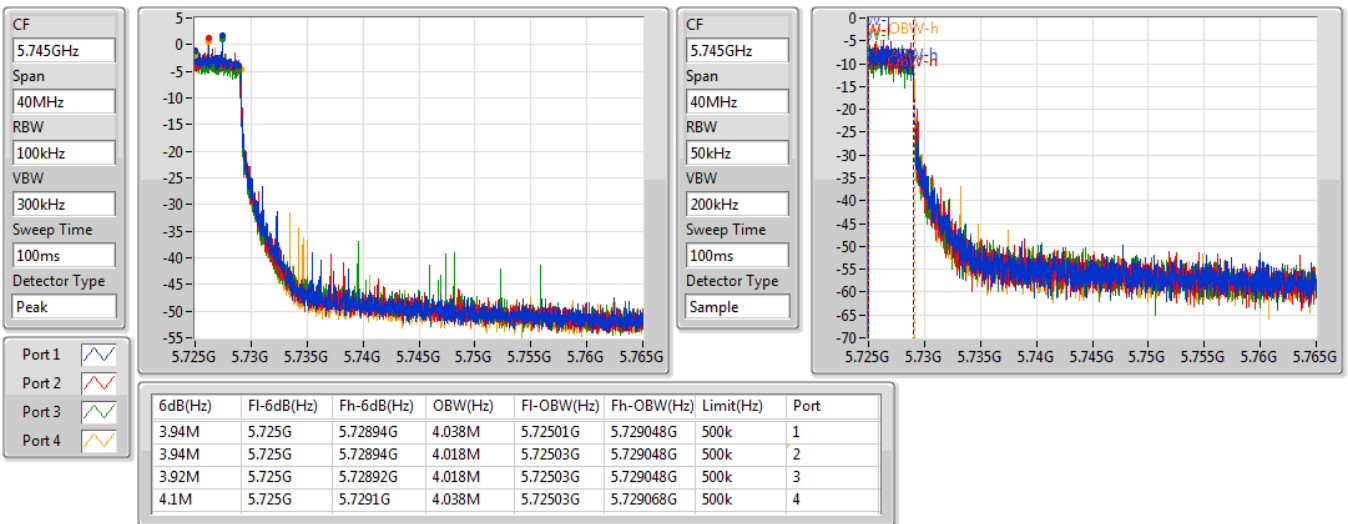 CF
5.745GHz
Span
40MHz
RBW
100kHz
VBW
300kHz
Sweep Time
100ms
Detector Type
Peak
5
0
-5
-10
-15
-20
-25
-30
-35
-40
-45
-50
-55
5.725G 5.73G 5.735G 5.74G 5.745G 5.75G 5.755G 5.76G 5.765G
CF
5.745GHz
Span
40MHz
RBW
50kHz
VBW
200kHz
Sweep Time
100ms
Detector Type
Sample
0
-5
-10
-15
-20
-25
-30
-35
-40
-45
-50
-55
-60
-65
-70
OBW-h
OBW-h
5.725G 5.73G 5.735G 5.74G 5.745G 5.75G 5.755G 5.76G 5.765G
Port 1
Port 2
Port 3
Port 4
6dB(Hz) Fl-6dB(Hz) Fh-6dB(Hz) OBW(Hz) Fl-OBW(Hz) Fh-OBW(Hz) Limit(Hz) Port
3.94M 5.725G 5.72894G 4.038M 5.72501G 5.729048G 500k 1
3.94M 5.725G 5.72894G 4.018M 5.72503G 5.729048G 500k 2
3.92M 5.725G 5.72892G 4.018M 5.72503G 5.729048G 500k 3
4.1M 5.725G 5.7291G 4.038M 5.72503G 5.729068G 500k 4